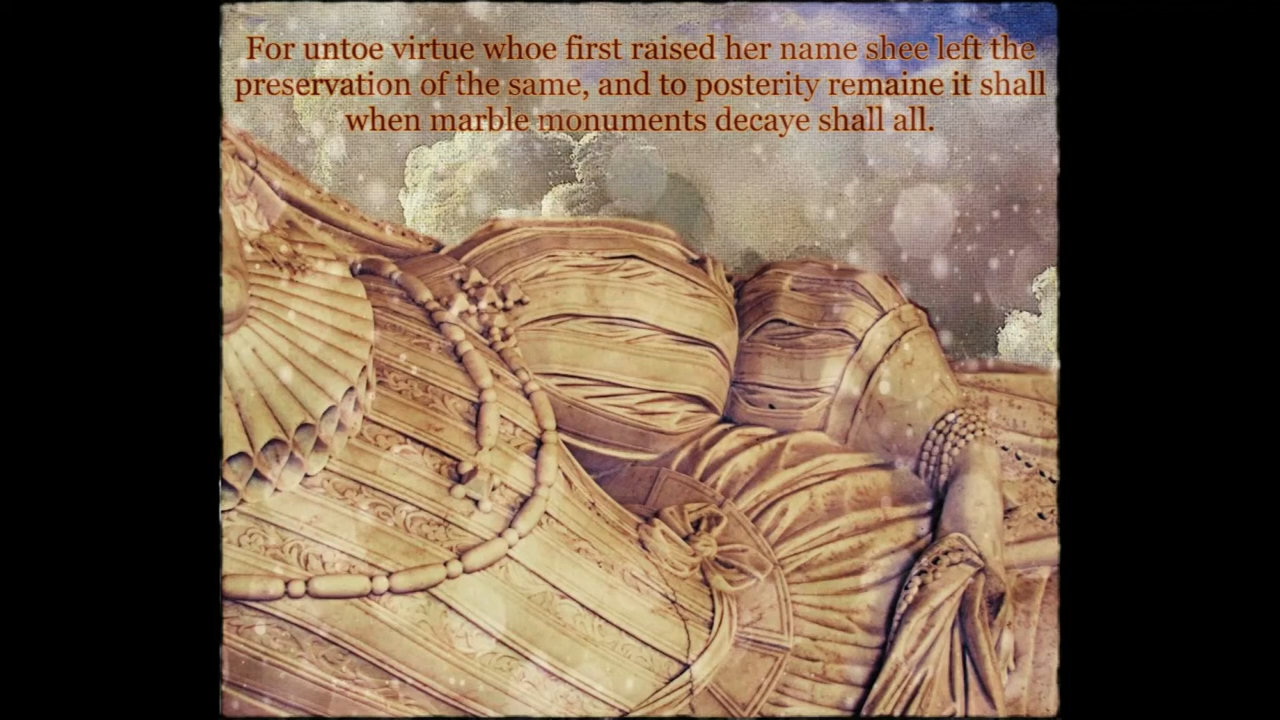 For untoe virtue whoe first raised her name shee left the
preservation of the same, and to posterity remaine it shall
when marble monuments decaye shall all.